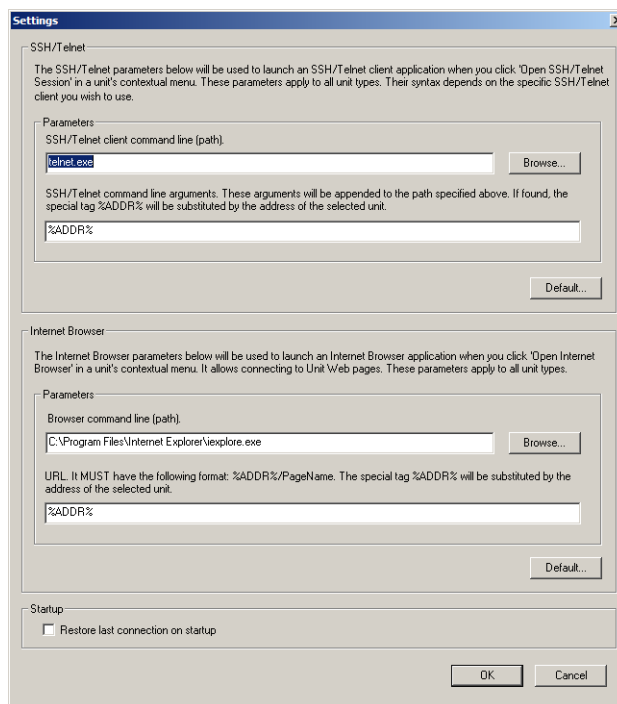 Settings
SSH/Telnet
The SSH/Telnet parameters below will be used to launch an SSH/Telnet client application when you click 'Open SSH/Telnet
Session' in a unit's contextual menu. These parameters apply to all unit types. Their syntax depends on the specific SSH/Telnet
client you wish to use.
Parameters
SSH/Telnet client command line (path).
telnet.exe
Browse...
SSH/Telnet command line arguments. These arguments will be appended to the path specified above. If found, the
special tag %ADDR% will be substituted by the address of the selected unit.
%ADDR%
Default...
Internet Browser
The Internet Browser parameters below will be used to launch an Internet Browser application when you click 'Open Internet
Browser' in a unit's contextual menu. It allows connecting to Unit Web pages. These parameters apply to all unit types.
Parameters
Browser command line (path).
C:\Program Files\Internet Explorer\iexplore.exe
Browse...
URL. It MUST have the following format: %ADDR%/PageName. The special tag %ADDR% will be substituted by the
address of the selected unit.
%ADDR%
Default...
Startup
Restore last connection on startup
OK
Cancel